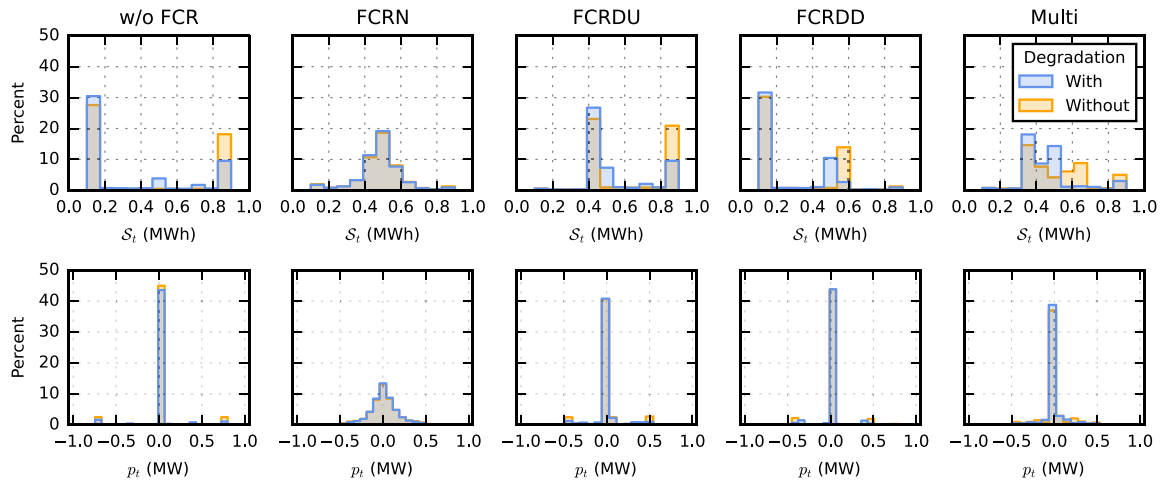 w/o FCR FCRN FCRDU FCRDD Multi
50
40
30
20
10
0
Percent
Degradation
With
Without
0.0 0.2 0.4 0.6 0.8 1.0 0.0 0.2 0.4 0.6 0.8 1.0 0.0 0.2 0.4 0.6 0.8 1.0 0.0 0.2 0.4 0.6 0.8 1.0 0.0 0.2 0.4 0.6 0.8 1.0
𝒮ₜ (MWh) 𝒮ₜ (MWh) 𝒮ₜ (MWh) 𝒮ₜ (MWh) 𝒮ₜ (MWh)
50
40
30
20
10
0
Percent
−1.0 −0.5 0.0 0.5 1.0 −1.0 −0.5 0.0 0.5 1.0 −1.0 −0.5 0.0 0.5 1.0 −1.0 −0.5 0.0 0.5 1.0 −1.0 −0.5 0.0 0.5 1.0
pₜ (MW) pₜ (MW) pₜ (MW) pₜ (MW) pₜ (MW)